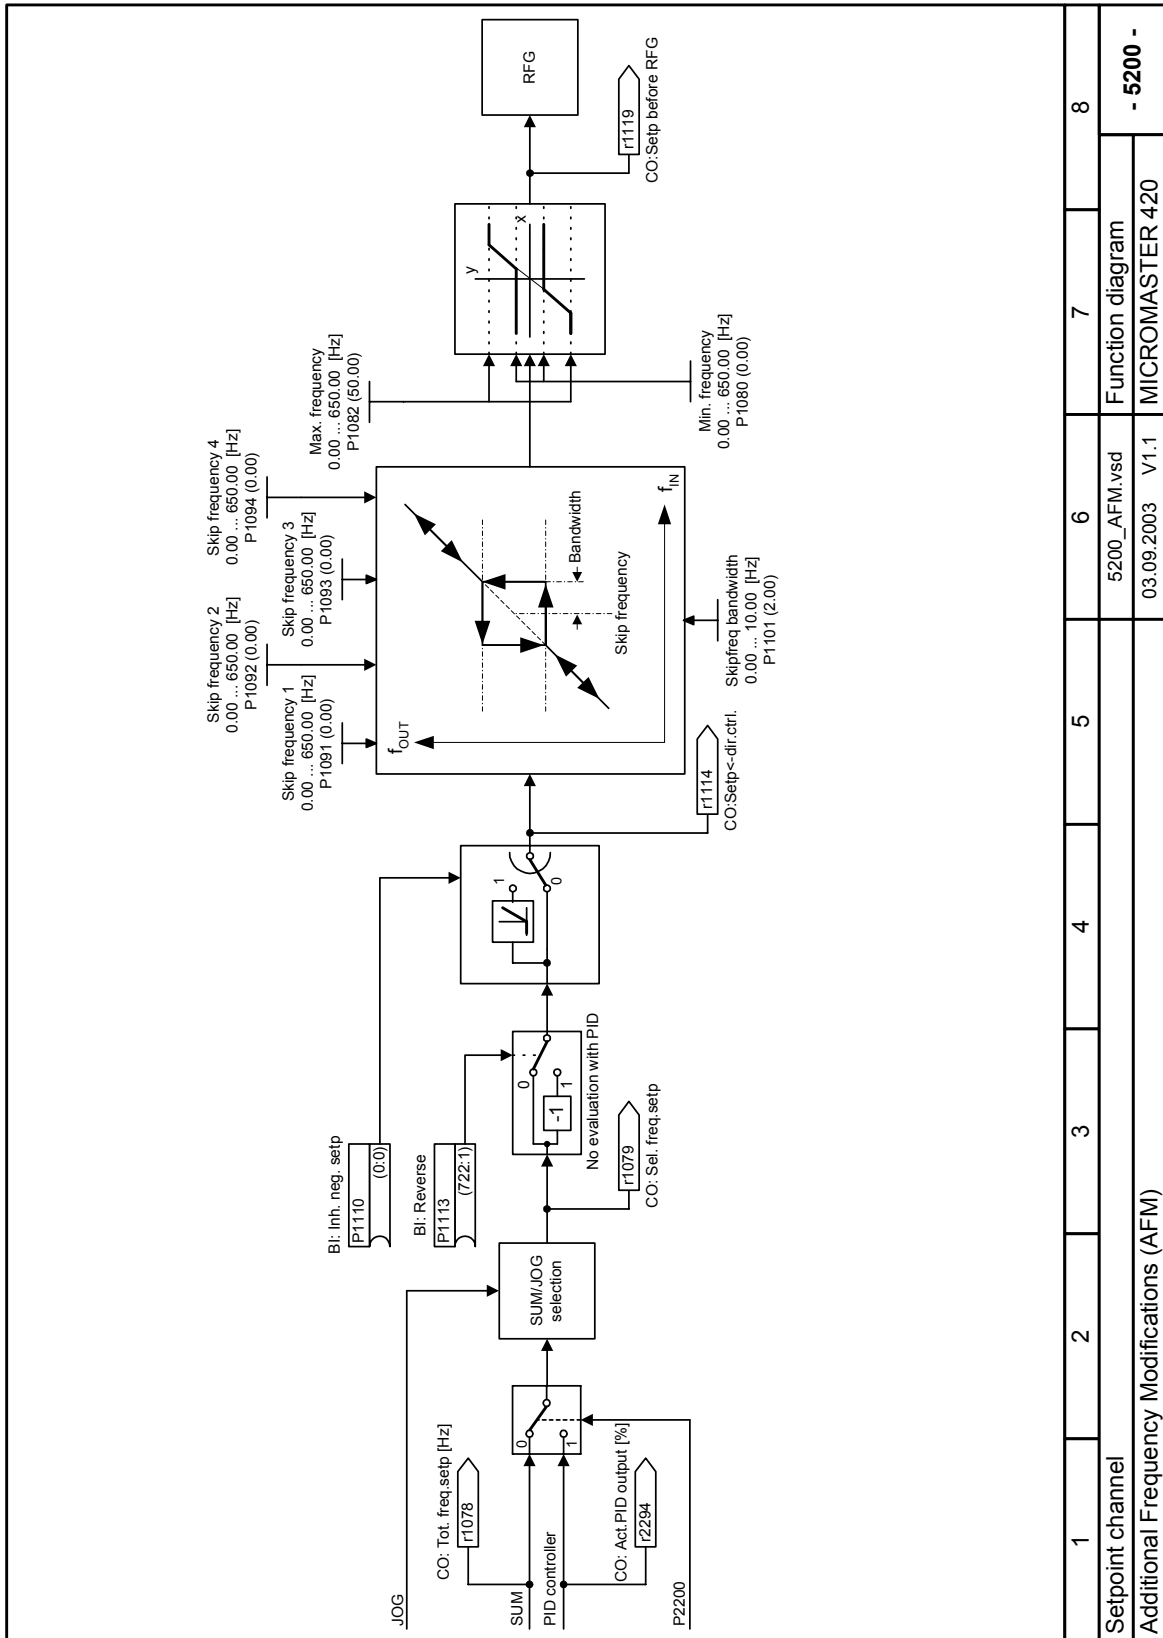 JOG
SUM
PID controller
P2200
CO: Tot. freq.setp [Hz]
r1078
CO: Act.PID output [%]
r2294
0
1
SUM/JOG
selection
BI: Inh. neg. setp
P1110
(0:0)
BI: Reverse
P1113
(722:1)
r1079
CO: Sel. freq.setp
0
1
-1
No evaluation with PID
1
0
r1114
CO:Setp<-dir.ctrl.
Skip frequency 1
0.00 ... 650.00 [Hz]
P1091 (0.00)
Skip frequency 2
0.00 ... 650.00 [Hz]
P1092 (0.00)
Skip frequency 3
0.00 ... 650.00 [Hz]
P1093 (0.00)
Skip frequency 4
0.00 ... 650.00 [Hz]
P1094 (0.00)
fOUT
fIN
Bandwidth
Skip frequency
Skipfreq bandwidth
0.00 ... 10.00 [Hz]
P1101 (2.00)
Max. frequency
0.00 ... 650.00 [Hz]
P1082 (50.00)
Min. frequency
0.00 ... 650.00 [Hz]
P1080 (0.00)
y
x
r1119
CO:Setp before RFG
RFG
1 2 3 4 5 6 7 8
Setpoint channel
5200_AFM.vsd
Function diagram
- 5200 -
Additional Frequency Modifications (AFM)
03.09.2003 V1.1
MICROMASTER 420